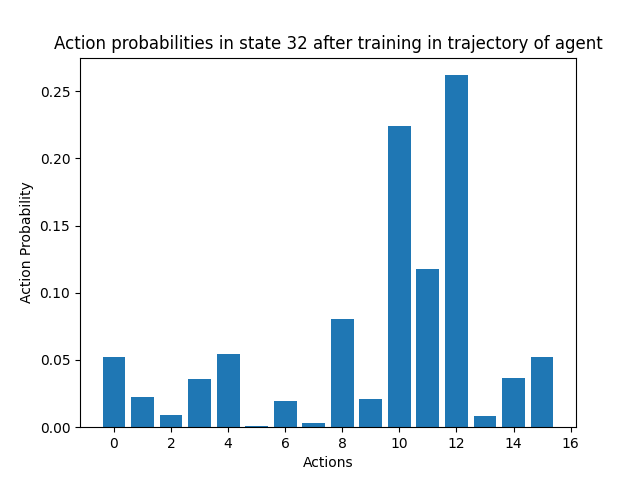 Action probabilities in state 32 after training in trajectory of agent
0.25
0.20
0.15
0.10
0.05
0.00
Action Probability
0 2 4 6 8 10 12 14 16
Actions